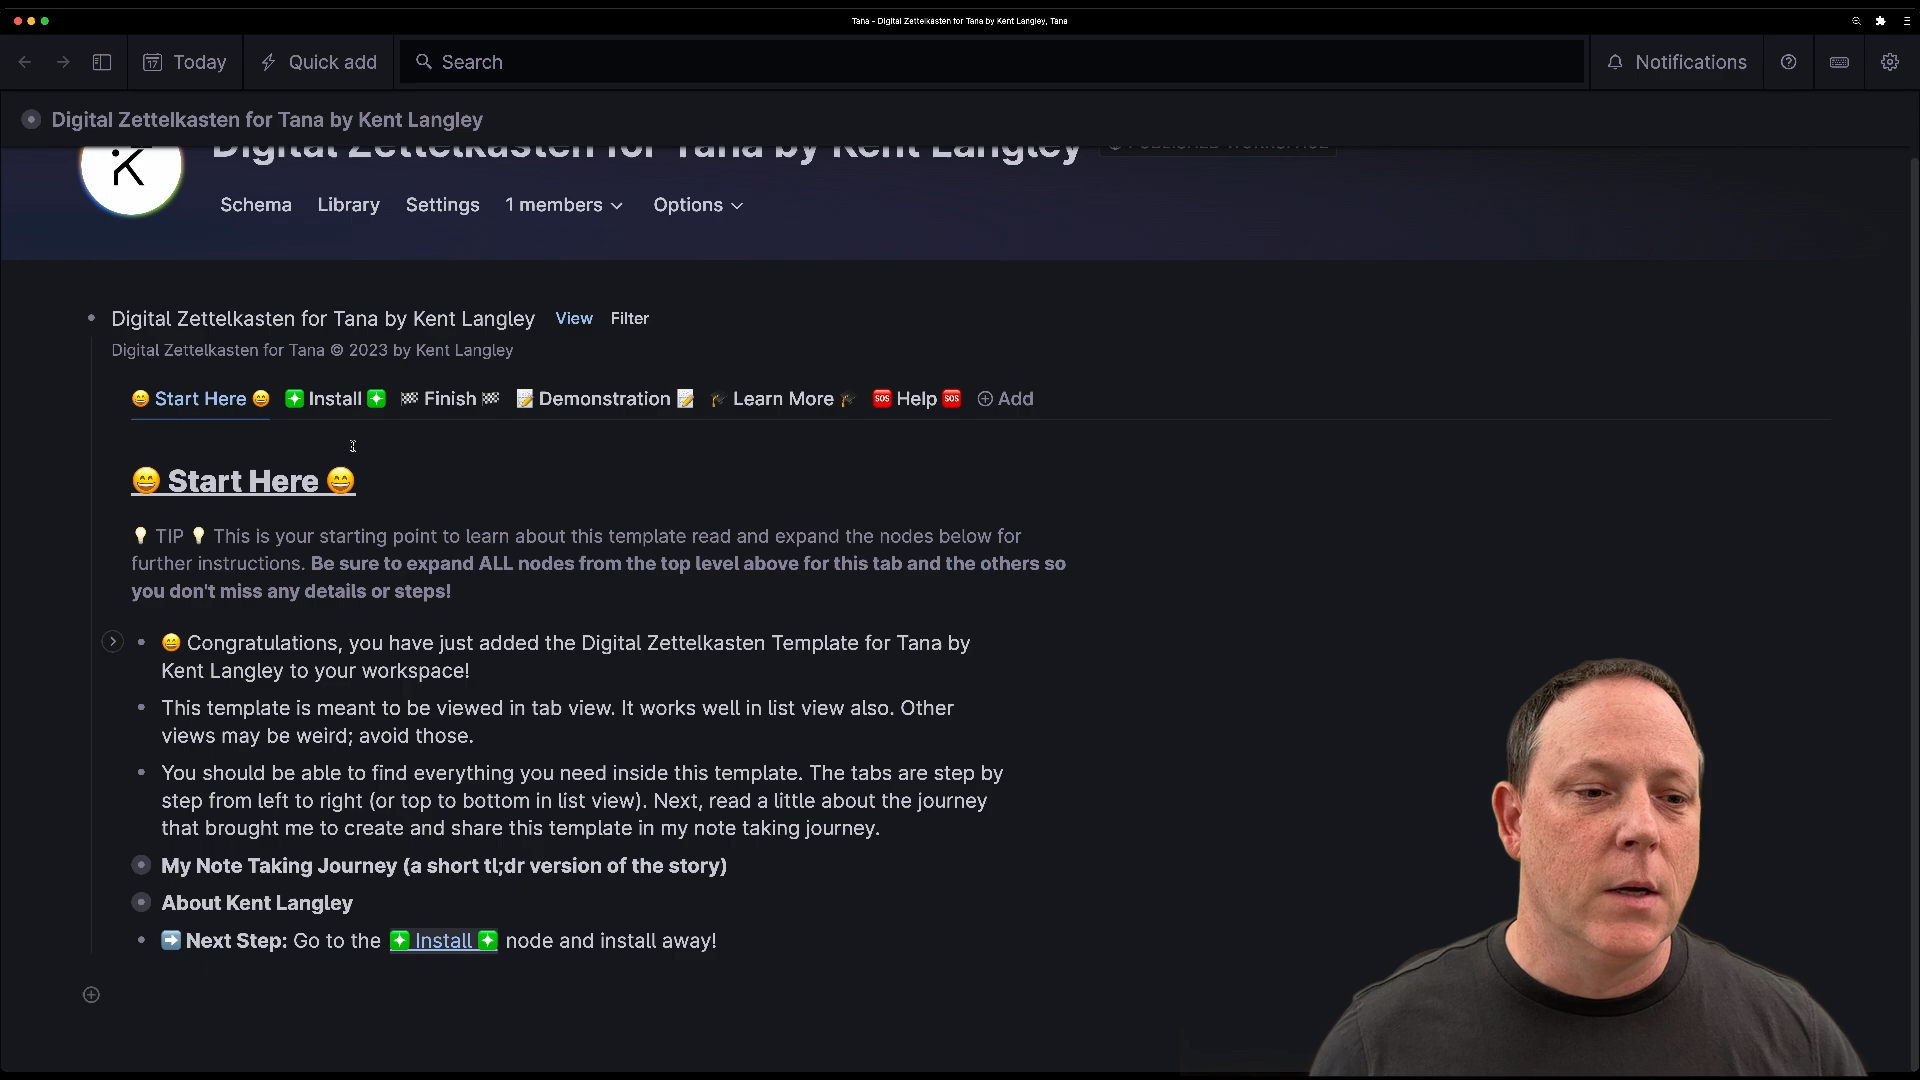 Tana - Digital Zettelkasten for Tana by Kent Langley, Tana
17 Today
Quick add
Search
Notifications
Digital Zettelkasten for Tana by Kent Langley
Digital Zettelkasten for Tana by Kent Langley
PUBLISHED WORKSPACE
Schema Library Settings 1 members Options
Digital Zettelkasten for Tana by Kent Langley View Filter
Digital Zettelkasten for Tana © 2023 by Kent Langley
😄 Start Here 😄 Install 🏁 Finish 🏁 📝 Demonstration 📝 🎓 Learn More 🎓 🆘 Help 🆘 Add
😄 Start Here 😄
💡 TIP 💡 This is your starting point to learn about this template read and expand the nodes below for
further instructions. Be sure to expand ALL nodes from the top level above for this tab and the others so
you don't miss any details or steps!
😄 Congratulations, you have just added the Digital Zettelkasten Template for Tana by
Kent Langley to your workspace!
This template is meant to be viewed in tab view. It works well in list view also. Other
views may be weird; avoid those.
You should be able to find everything you need inside this template. The tabs are step by
step from left to right (or top to bottom in list view). Next, read a little about the journey
that brought me to create and share this template in my note taking journey.
My Note Taking Journey (a short tl;dr version of the story)
About Kent Langley
➡️ Next Step: Go to the Install node and install away!